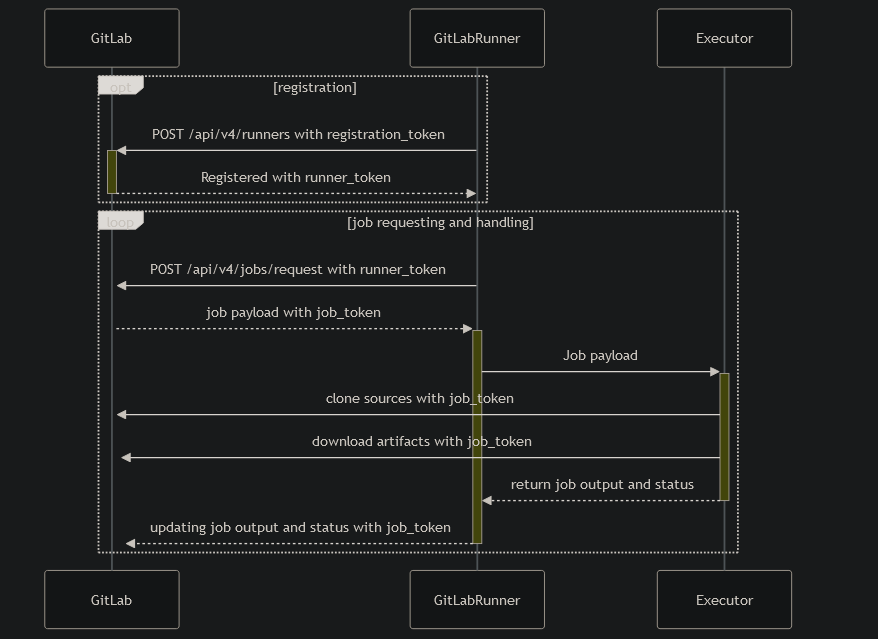 GitLab
GitLabRunner
Executor
opt
[registration]
POST /api/v4/runners with registration_token
Registered with runner_token
loop
[job requesting and handling]
POST /api/v4/jobs/request with runner_token
job payload with job_token
Job payload
clone sources with job_token
download artifacts with job_token
return job output and status
updating job output and status with job_token
GitLab
GitLabRunner
Executor